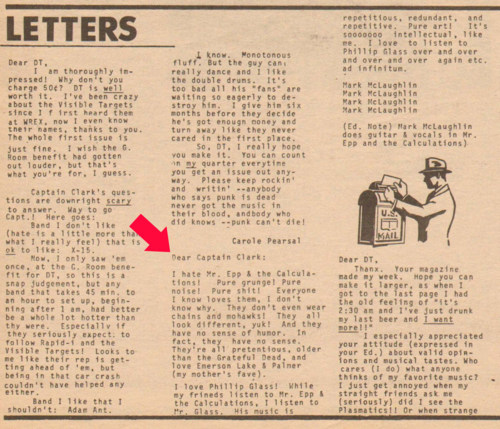 LETTERS
Dear DT,
I am thoroughly im-
pressed! Why don't you
charge 50¢? DT is well
worth it. I've been crazy
about the Visible Targets
since I f irst heard them
at WREX, now I even know
their names, thanks to you.
The whole first issue is
just fine. I wish the G.
Room benefit had gotten
out louder, but that's
what you're for, I guess.
Captain Clark's ques-
tions are downright scary
to answer. Way to go
Capt.! Here goes:
Band I don't like
(hate is a little more than
what I really feel) that is
ok to like: X-15.
Now, I only saw 'em
once, at the G. Room bene-
fit for DT, so this is a
snap judgement, but any
band that takes 45 min. to
an hour to set up, begin-
ning after 1 am, had better
be a whole lot hotter than
thy were. Especially if
they seriously expect to
follow Rapid-i and the
Visible Targets! Looks to
me like their rep is get-
ting ahead of 'em, but
being in that car crash
couldn't have helped any
either.
Band I like that I
shouldn't: Adam Ant.
I know. Monotonous
fluff. But the guy can
really dance and I like
the double drums. It's
too bad all his "fans" are
waiting so eagerly to de-
stroy him. I give him six
months before they decide
he's got enough money and
turn away like they never
cared in the first place.
So, DT, I really hope
you make it. You can count
on my quarter everytime
you get an issue out any-
way. Please keep rockin'
and writin' --anybody
who says punk is dead
never got the music in
their blood, andbody who
did knows --punk can't die!
Carole Pearsal
Dear Captain Clark;
I hate Mr. Epp & the Calcula-
tions! Pure grunge! Pure
noise! Pure shit! Everyone
I know loves them, I don't
know why. They don't even wear
chains and mohawks! They all
look different, yuk! And they
have no sense of humor. In
fact, they have no sense.
They're all pretentious, older
than the Grateful Dead, and
love Emerson Lake & Palmer
(my mother's fave).
I love Phillip Glass! While
my frineds listen to Mr. Epp &
the Calculations, I listen to
Mr. Glass. His music is
repetitious, redundant, and
repetitive. Pure art! It's
sooooooo intellectual, like
me. I love to listen to
Phillip Glass over and over
and over and over again etc.
ad infinitum.
Mark McLaughlin
Mark McLaughlin
Mark McLaughlin
Mark McLaughlin
(Ed. Note) Mark McLaughlin
does guitar & vocals in Mr.
Epp and the Calculations)
U.S.
MAIL
Dear DT,
Thanx. Your magazine
made my week. Hope you can
make it larger, as when I
got to the last page I had
the old feeling of "it's
2:30 am and I've just drunk
my last beer and I want
more!!"
I especially appreciated
your attitude (expressed in
your Ed.) about valid opin-
ions and musical tastes. Who
cares (I do) what anyone
thinks of my favorite music?
I just get annoyed when my
straight friends ask me
(seriously) did I see the
Plasmatics!! Or when strange